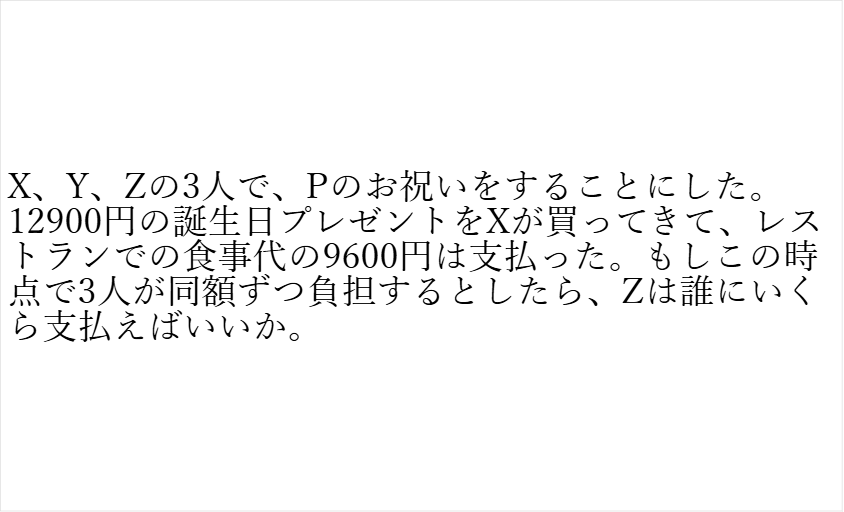 X、Y、Zの3人で、Pのお祝いをすることにした。
12900円の誕生日プレゼントをXが買ってきて、レス
トランでの食事代の9600円は支払った。もしこの時
点で3人が同額ずつ負担するとしたら、Zは誰にいく
ら支払えばいいか。